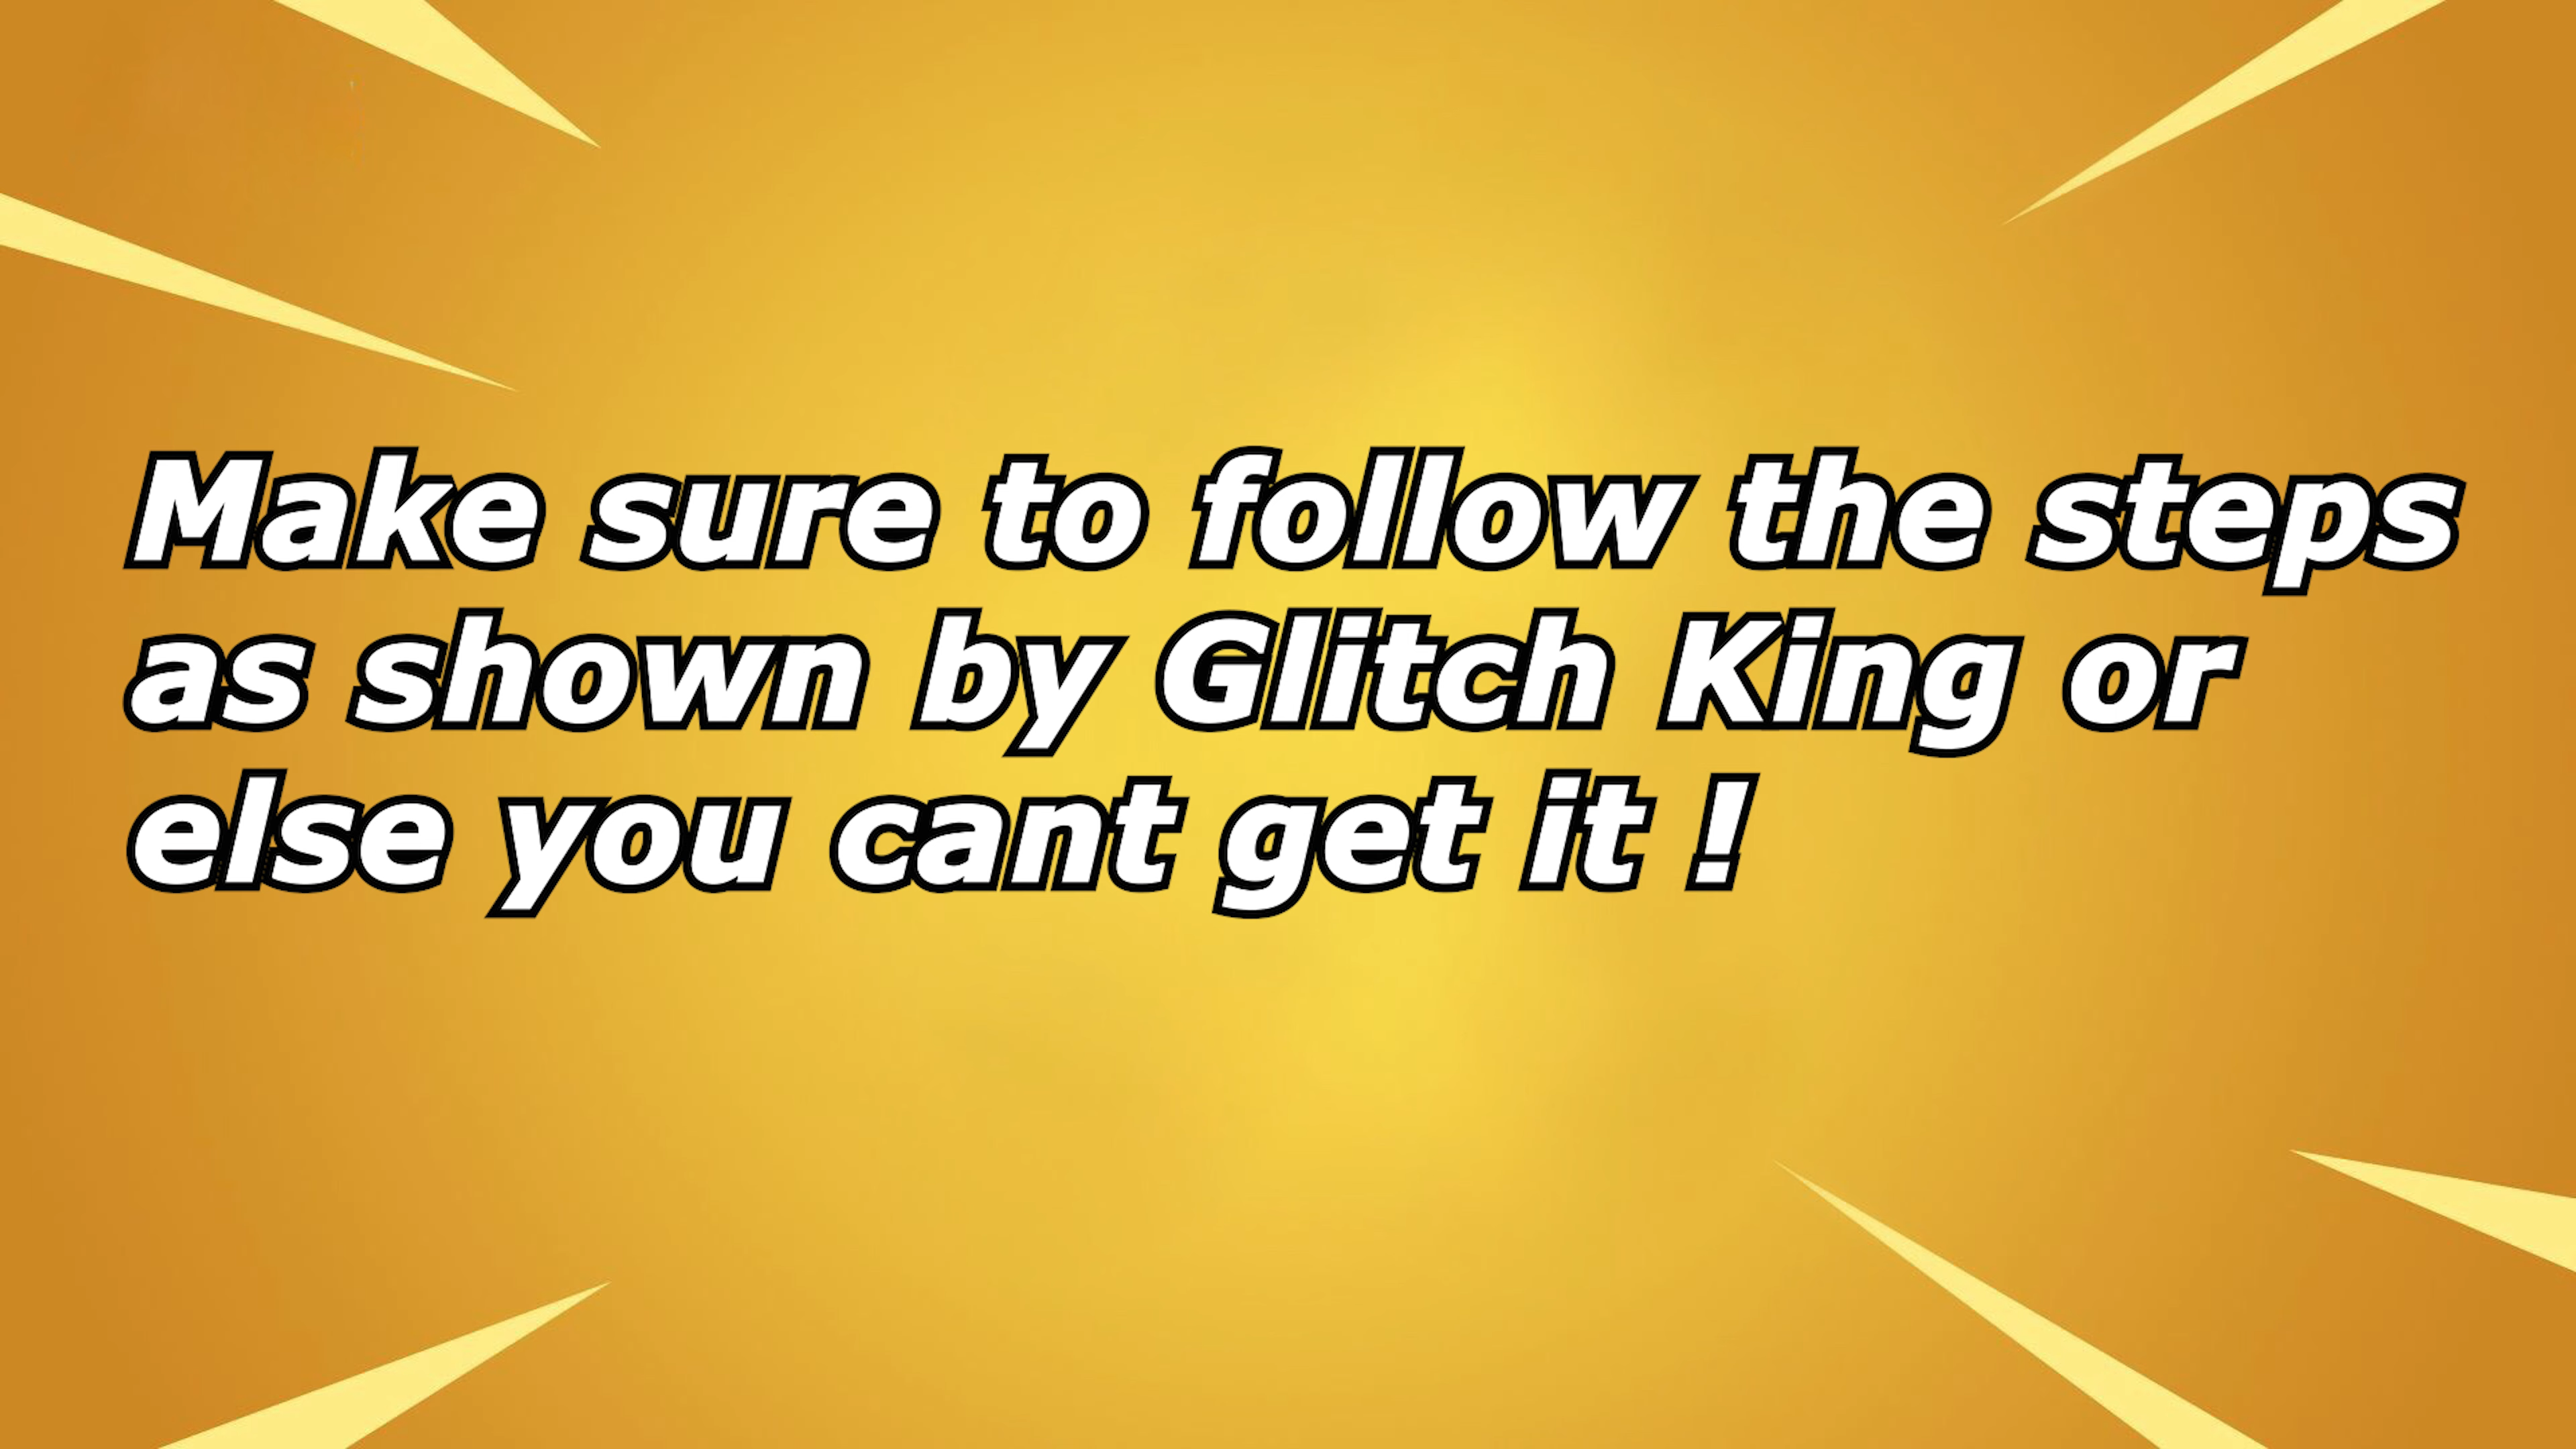 Make sure to follow the steps
as shown by Glitch King or
else you cant get it !